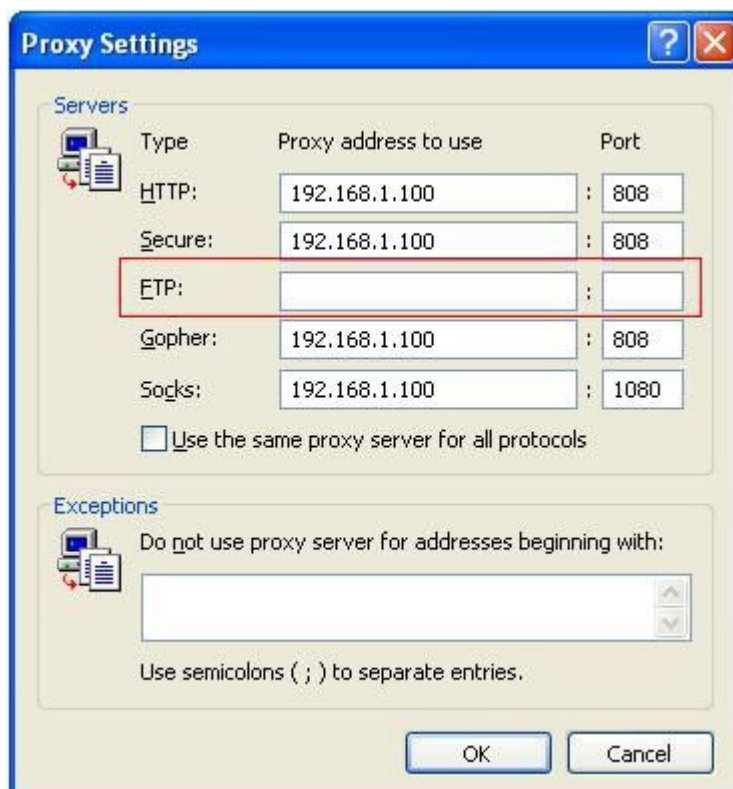 Proxy Settings
Servers
Type Proxy address to use Port
HTTP: 192.168.1.100 : 808
Secure: 192.168.1.100 : 808
FTP: :
Gopher: 192.168.1.100 : 808
Socks: 192.168.1.100 : 1080
Use the same proxy server for all protocols
Exceptions
Do not use proxy server for addresses beginning with:
Use semicolons ( ; ) to separate entries.
OK Cancel